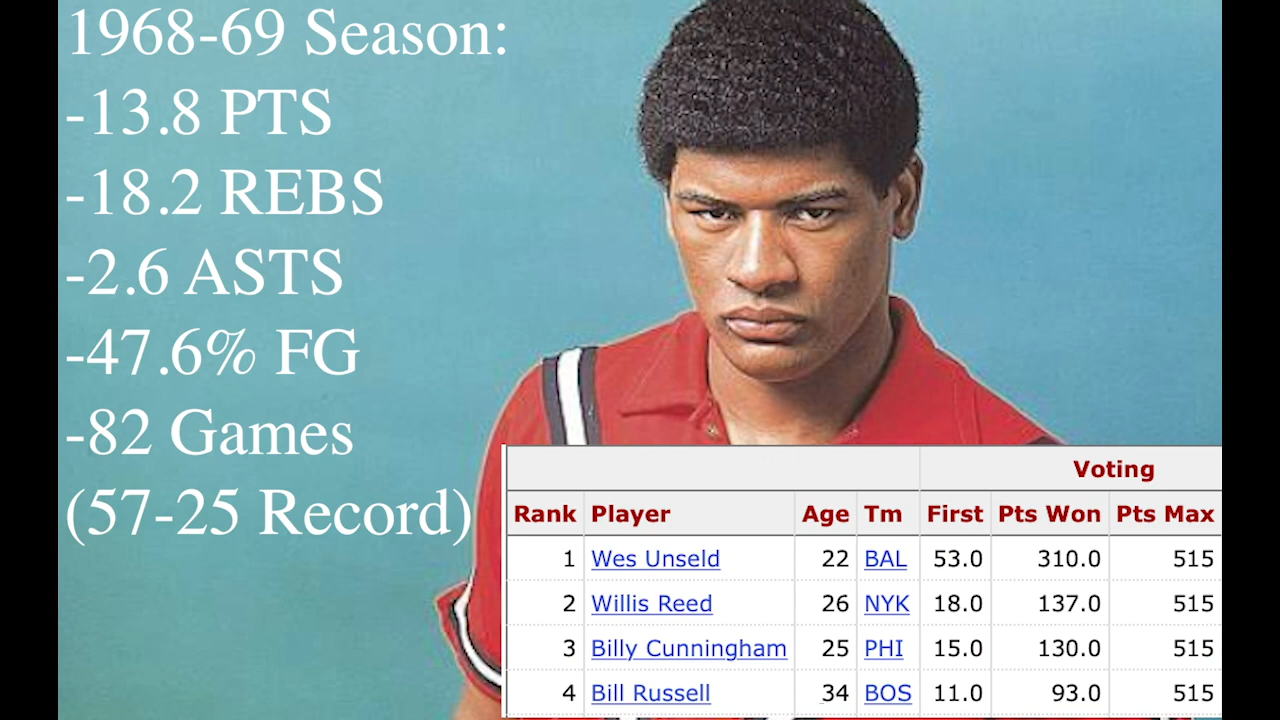 1968-69 Season:
-13.8 PTS
-18.2 REBS
-2.6 ASTS
-47.6% FG
-82 Games
(57-25 Record)
Voting
Rank Player Age Tm First Pts Won Pts Max
1 Wes Unseld 22 BAL 53.0 310.0 515
2 Willis Reed 26 NYK 18.0 137.0 515
3 Billy Cunningham 25 PHI 15.0 130.0 515
4 Bill Russell 34 BOS 11.0 93.0 515